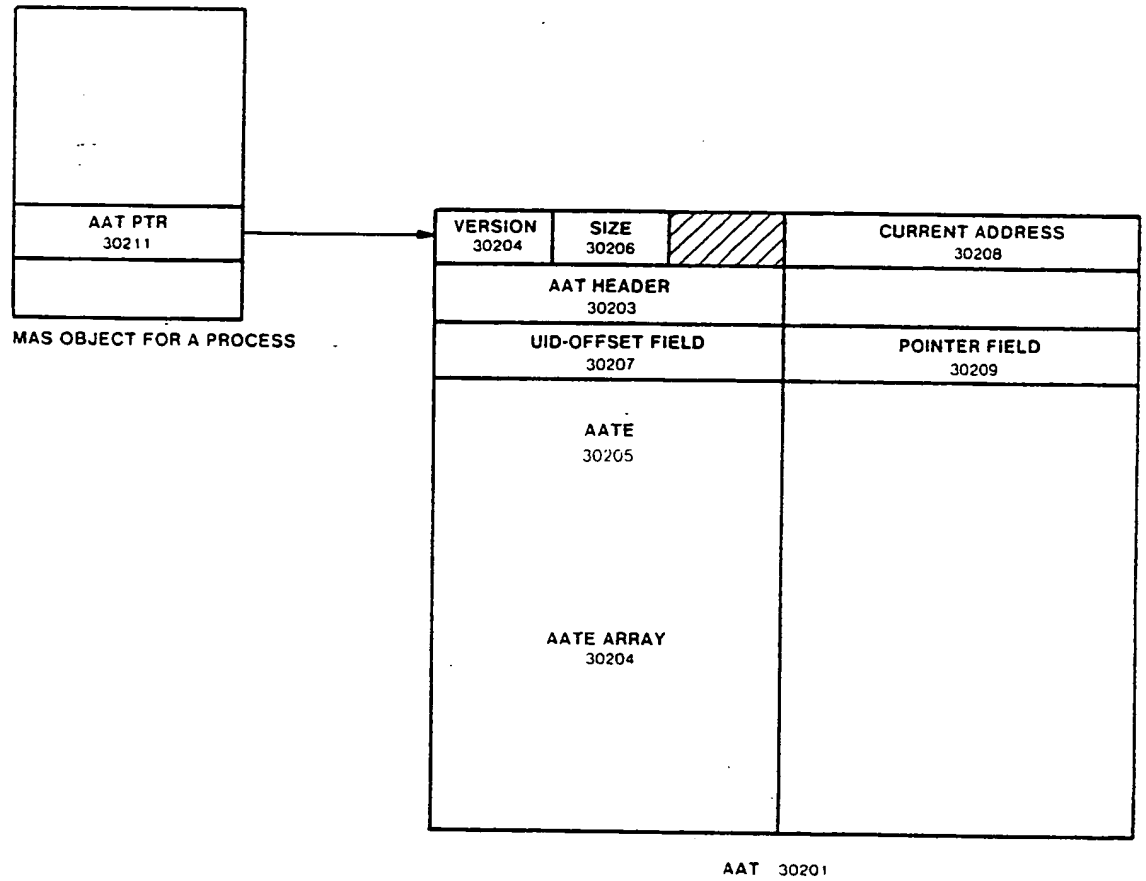 AAT PTR
30211
MAS OBJECT FOR A PROCESS
VERSION
30204
SIZE
30206
CURRENT ADDRESS
30208
AAT HEADER
30203
UID-OFFSET FIELD
30207
POINTER FIELD
30209
AATE
30205
AATE ARRAY
30204
AAT 30201